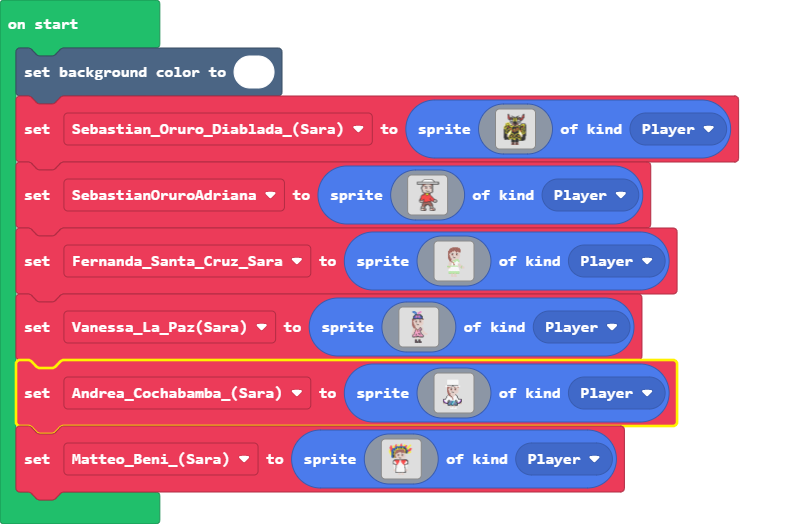 on start
set background color to
set Sebastian_Oruro_Diablada_(Sara) to sprite of kind Player
set SebastianOruroAdriana to sprite of kind Player
set Fernanda_Santa_Cruz_Sara to sprite of kind Player
set Vanessa_La_Paz(Sara) to sprite of kind Player
set Andrea_Cochabamba_(Sara) to sprite of kind Player
set Matteo_Beni_(Sara) to sprite of kind Player